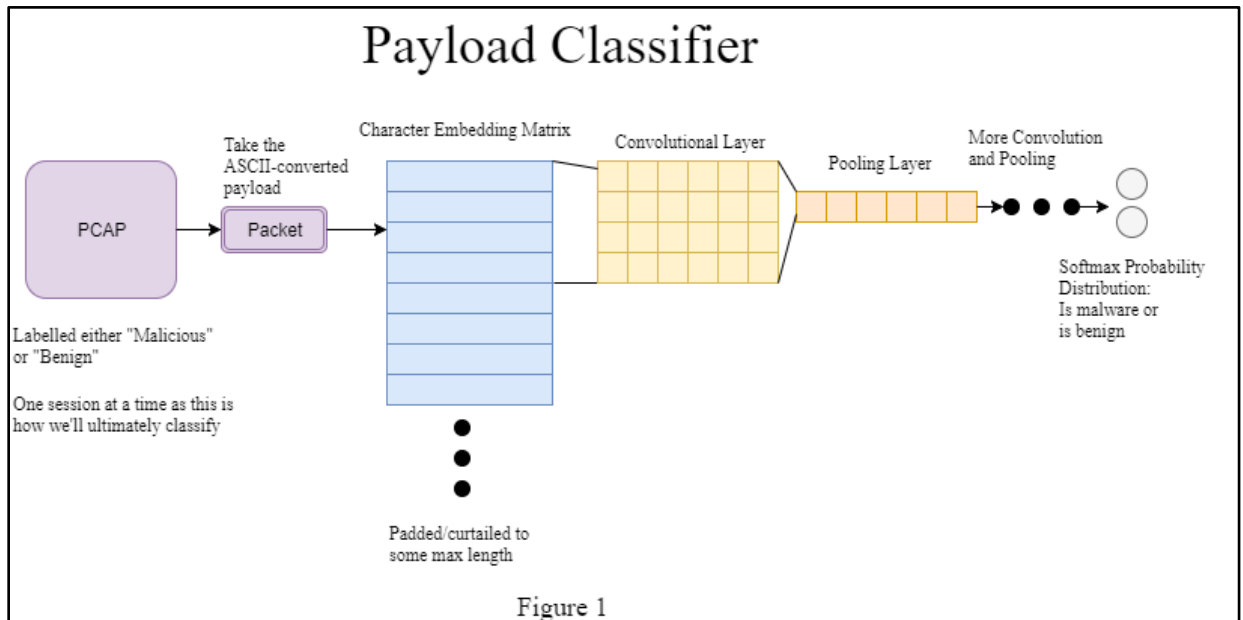 Payload Classifier
Take the
ASCII-converted
payload
Character Embedding Matrix
Convolutional Layer
Pooling Layer
More Convolution
and Pooling
PCAP
Packet
Labelled either "Malicious"
or "Benign"
One session at a time as this is
how we'll ultimately classify
Softmax Probability
Distribution:
Is malware or
is benign
Padded/curtailed to
some max length
Figure 1